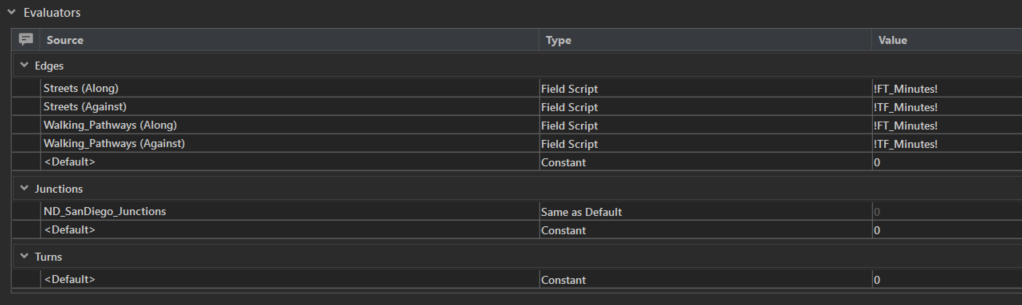 Evaluators
Source Type Value
Edges
Streets (Along) Field Script !FT_Minutes!
Streets (Against) Field Script !TF_Minutes!
Walking_Pathways (Along) Field Script !FT_Minutes!
Walking_Pathways (Against) Field Script !TF_Minutes!
<Default> Constant 0
Junctions
ND_SanDiego_Junctions Same as Default 0
<Default> Constant 0
Turns
<Default> Constant 0